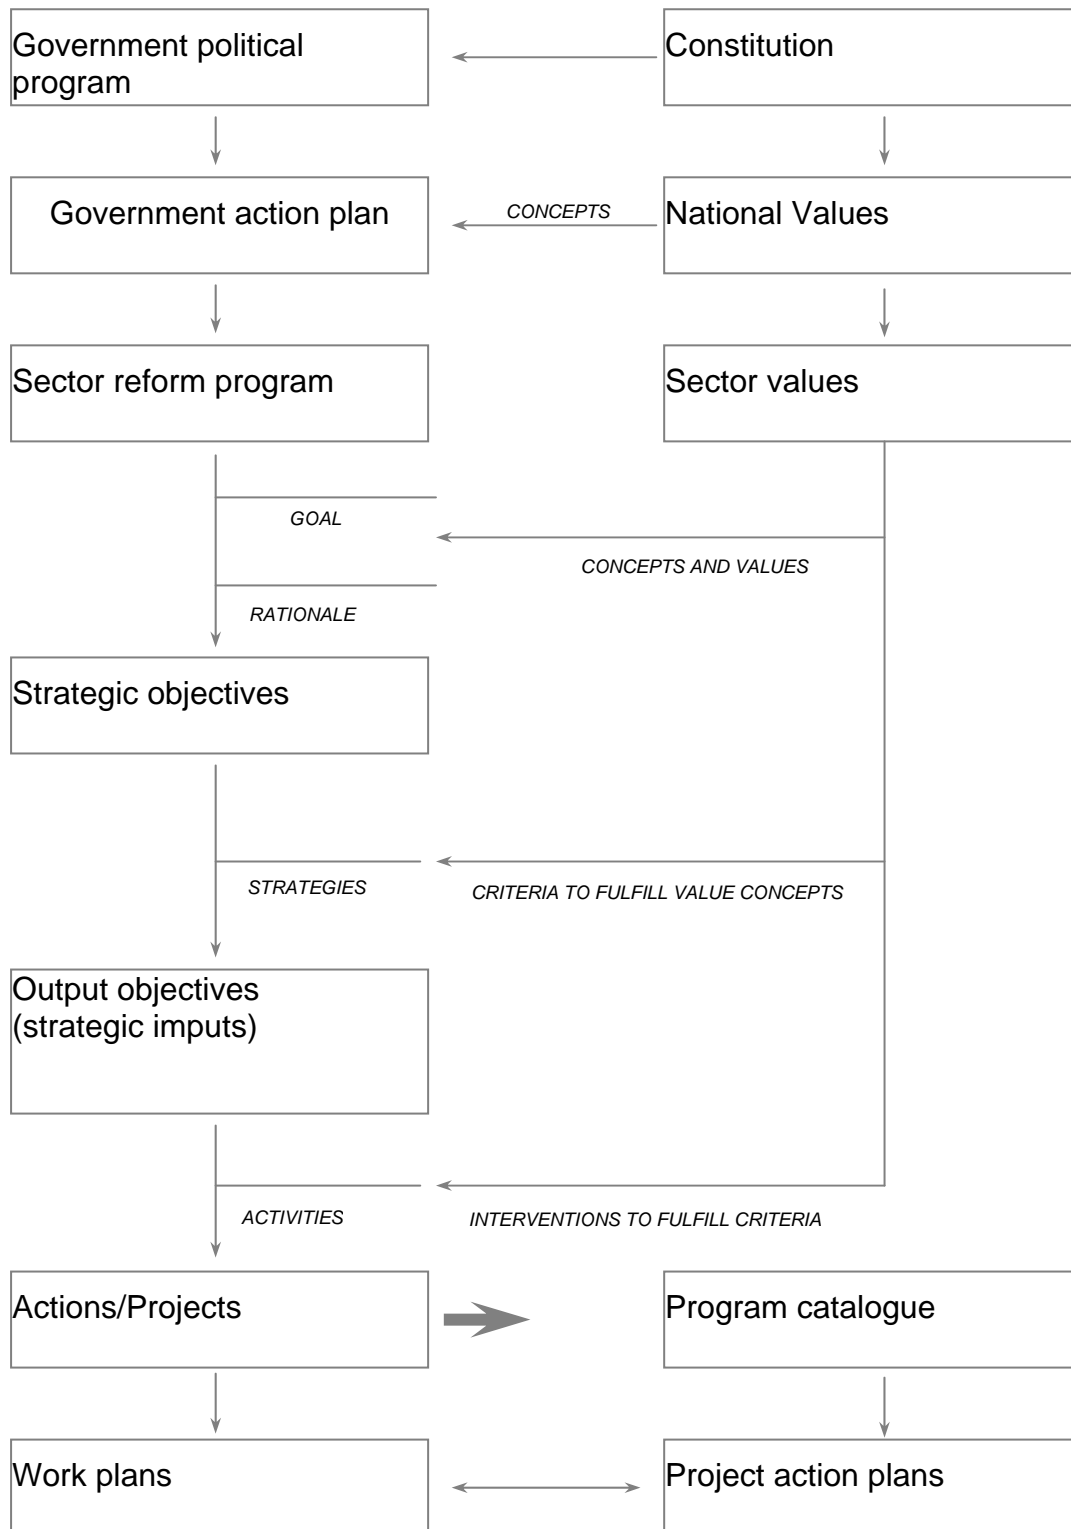 Government political
program
Constitution
Government action plan
CONCEPTS
National Values
Sector reform program
Sector values
GOAL
CONCEPTS AND VALUES
RATIONALE
Strategic objectives
STRATEGIES
CRITERIA TO FULFILL VALUE CONCEPTS
Output objectives
(strategic imputs)
ACTIVITIES
INTERVENTIONS TO FULFILL CRITERIA
Actions/Projects
Program catalogue
Work plans
Project action plans